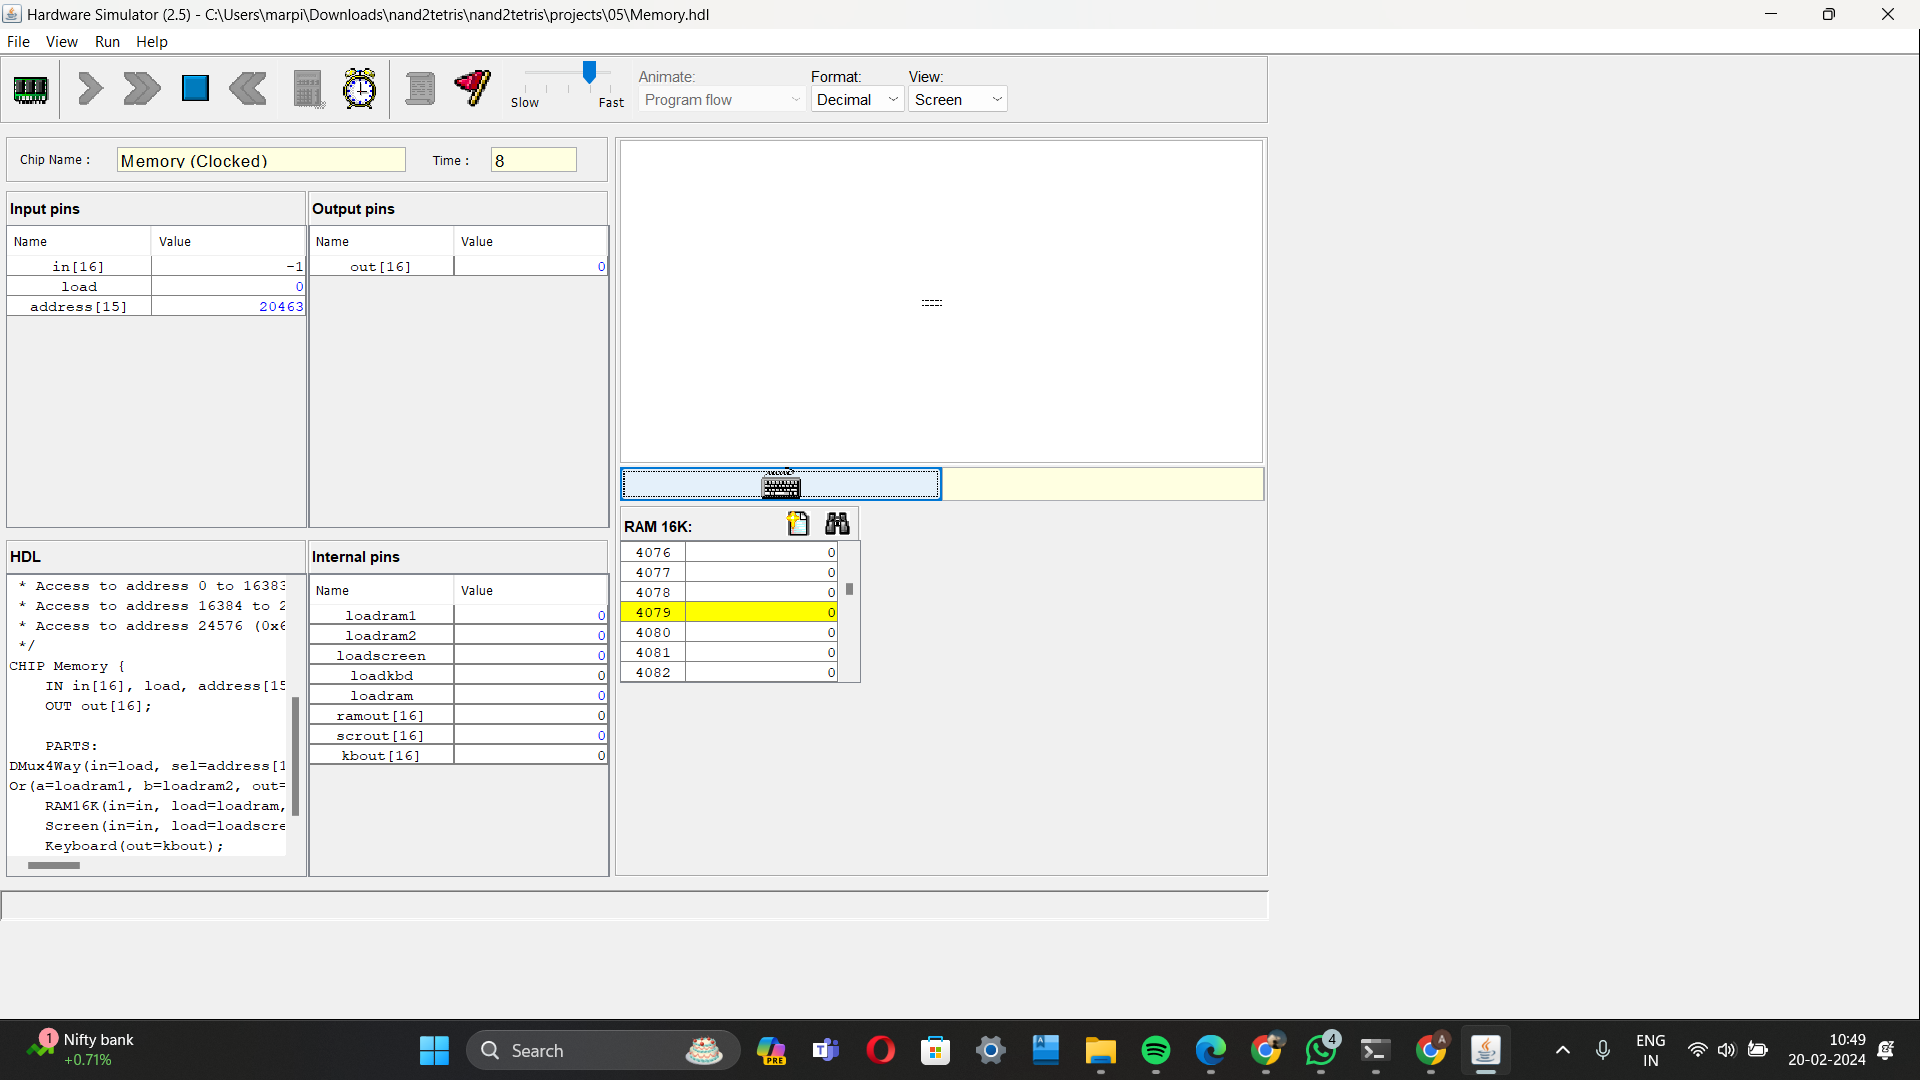 Hardware Simulator (2.5) - C:\Users\marpi\Downloads\nand2tetris\nand2tetris\projects\05\Memory.hdl
File View Run Help
Animate: Format: View:
Slow Fast Program flow Decimal Screen
Chip Name : Memory (Clocked) Time : 8
Input pins Output pins
Name Value Name Value
in[16] -1 out[16] 0
load 0
address[15] 20463
RAM 16K:
4076 0
4077 0
4078 0
4079 0
4080 0
4081 0
4082 0
HDL Internal pins
* Access to address 0 to 16383
* Access to address 16384 to 2
* Access to address 24576 (0x6
*/
CHIP Memory {
IN in[16], load, address[15
OUT out[16];
PARTS:
DMux4Way(in=load, sel=address[1
Or(a=loadram1, b=loadram2, out=
RAM16K(in=in, load=loadram,
Screen(in=in, load=loadscre
Keyboard(out=kbout);
Name Value
loadram1 0
loadram2 0
loadscreen 0
loadkbd 0
loadram 0
ramout[16] 0
scrout[16] 0
kbout[16] 0
1 Nifty bank
+0.71%
Search
PRE
4
A
ENG
IN
10:49
20-02-2024